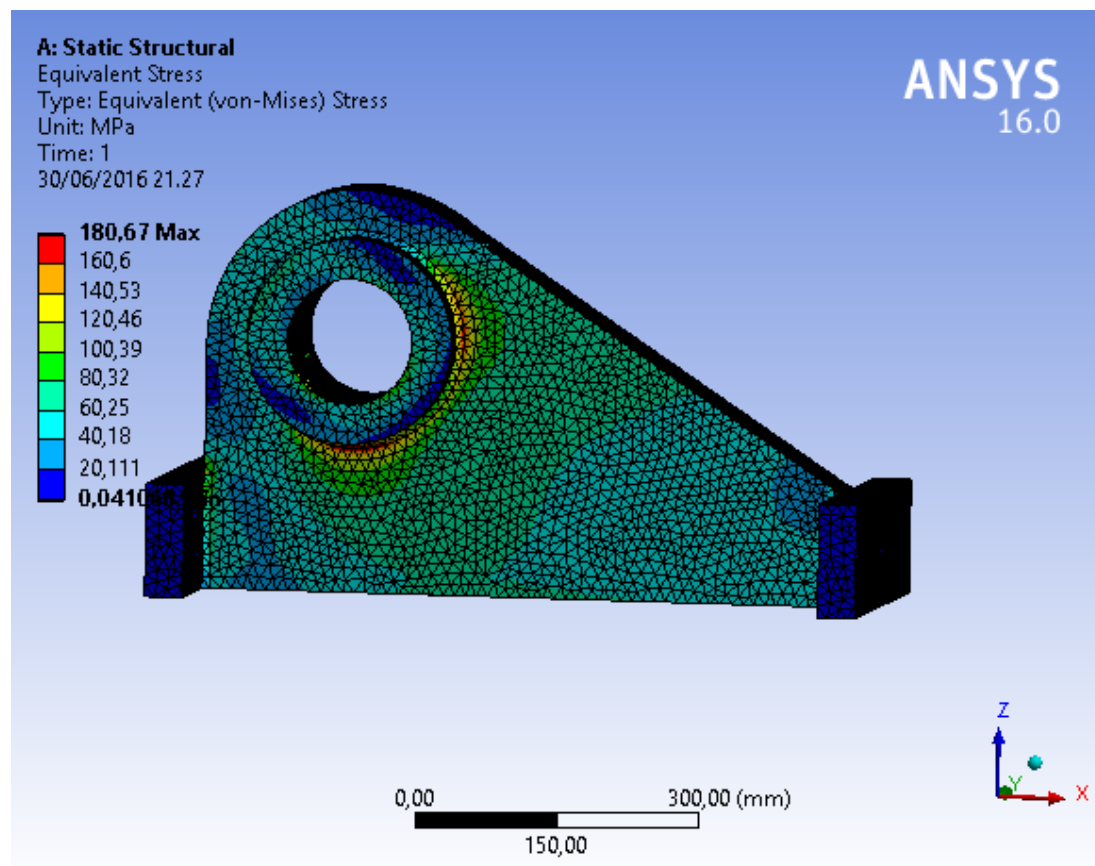 A: Static Structural
Equivalent Stress
Type: Equivalent (von-Mises) Stress
Unit: MPa
Time: 1
30/06/2016 21.27
ANSYS
16.0
180,67 Max
160,6
140,53
120,46
100,39
80,32
60,25
40,18
20,111
Z
Y
X
0,00
300,00 (mm)
150,00